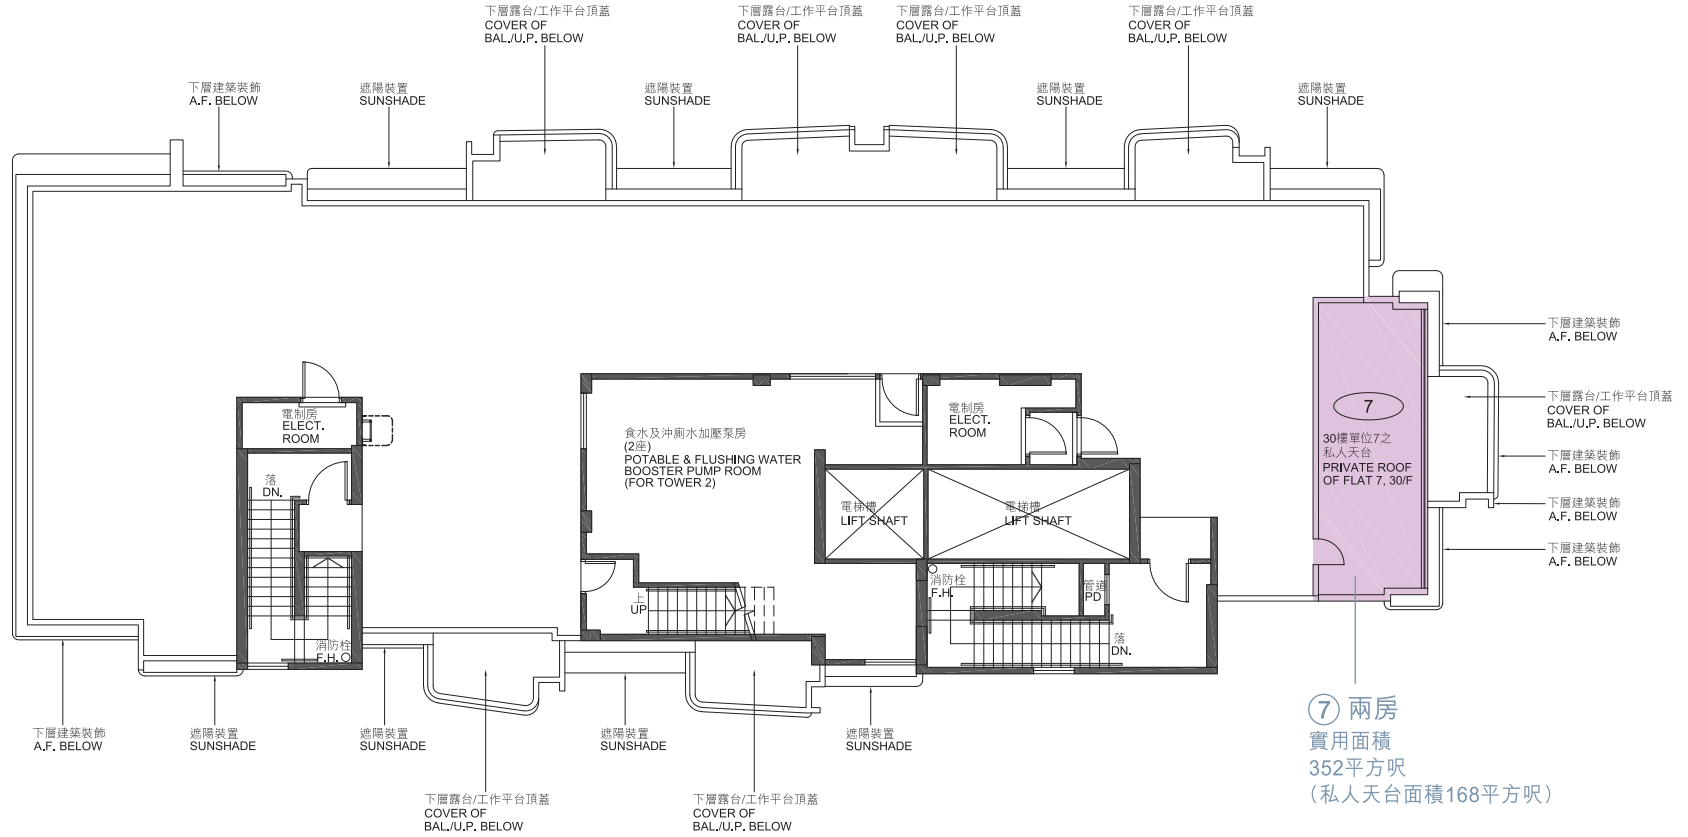 下層露台/工作平台頂蓋
COVER OF
BAL./U.P. BELOW
下層露台/工作平台頂蓋
COVER OF
BAL./U.P. BELOW
下層露台/工作平台頂蓋
COVER OF
BAL./U.P. BELOW
下層露台/工作平台頂蓋
COVER OF
BAL./U.P. BELOW
下層建築裝飾
A.F. BELOW
遮陽裝置
SUNSHADE
遮陽裝置
SUNSHADE
遮陽裝置
SUNSHADE
遮陽裝置
SUNSHADE
下層建築裝飾
A.F. BELOW
下層露台/工作平台頂蓋
COVER OF
BAL./U.P. BELOW
下層建築裝飾
A.F. BELOW
下層建築裝飾
A.F. BELOW
下層建築裝飾
A.F. BELOW
7
30樓單位7之
私人天台
PRIVATE ROOF
OF FLAT 7, 30/F
電制房
ELECT.
ROOM
落
DN.
消防栓
F.H.
食水及沖廁水加壓泵房
(2座)
POTABLE & FLUSHING WATER
BOOSTER PUMP ROOM
(FOR TOWER 2)
電制房
ELECT.
ROOM
電梯槽
LIFT SHAFT
電梯槽
LIFT SHAFT
上
UP
消防栓
F.H.
管道
PD
落
DN.
下層建築裝飾
A.F. BELOW
遮陽裝置
SUNSHADE
遮陽裝置
SUNSHADE
遮陽裝置
SUNSHADE
遮陽裝置
SUNSHADE
下層露台/工作平台頂蓋
COVER OF
BAL./U.P. BELOW
下層露台/工作平台頂蓋
COVER OF
BAL./U.P. BELOW
7 兩房
實用面積
352平方呎
(私人天台面積168平方呎)